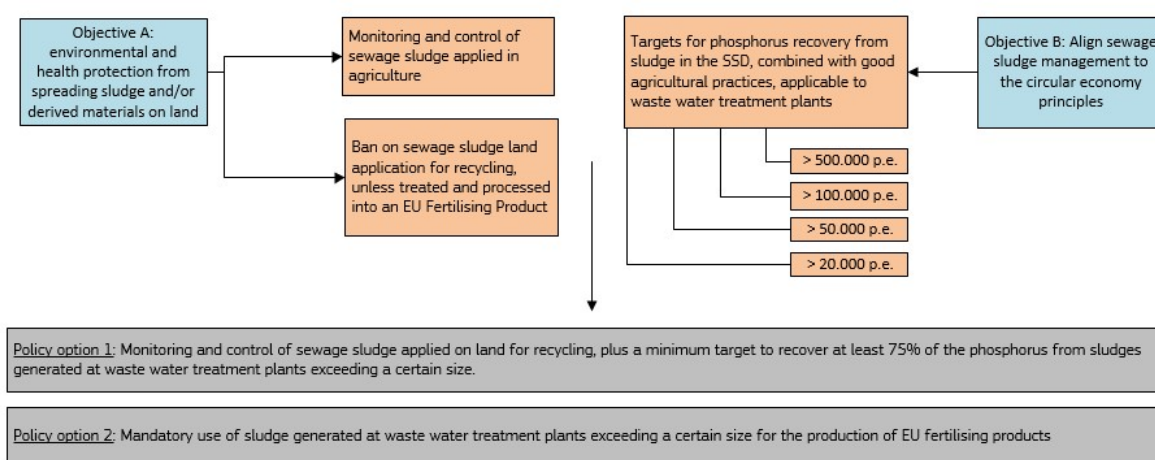 Objective A:
environmental and
health protection from
spreading sludge and/or
derived materials on land
Monitoring and control of
sewage sludge applied in
agriculture
Ban on sewage sludge land
application for recycling,
unless treated and processed
into an EU Fertilising Product
Targets for phosphorus recovery from
sludge in the SSD, combined with good
agricultural practices, applicable to
waste water treatment plants
> 500.000 p.e.
> 100.000 p.e.
> 50.000 p.e.
> 20.000 p.e.
Objective B: Align sewage
sludge management to
the circular economy
principles
Policy option 1: Monitoring and control of sewage sludge applied on land for recycling, plus a minimum target to recover at least 75% of the phosphorus from sludges
generated at waste water treatment plants exceeding a certain size.
Policy option 2: Mandatory use of sludge generated at waste water treatment plants exceeding a certain size for the production of EU fertilising products